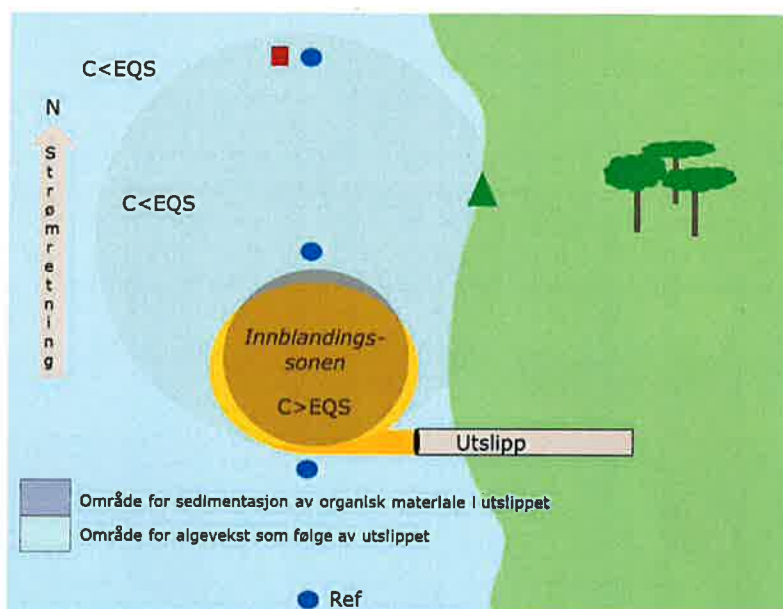 C<EQS
N
Strømretning
C<EQS
Innblandings-
sonen
C>EQS
Utslipp
Område for sedimentasjon av organisk materiale i utslippet
Område for algevekst som følge av utslippet
Ref